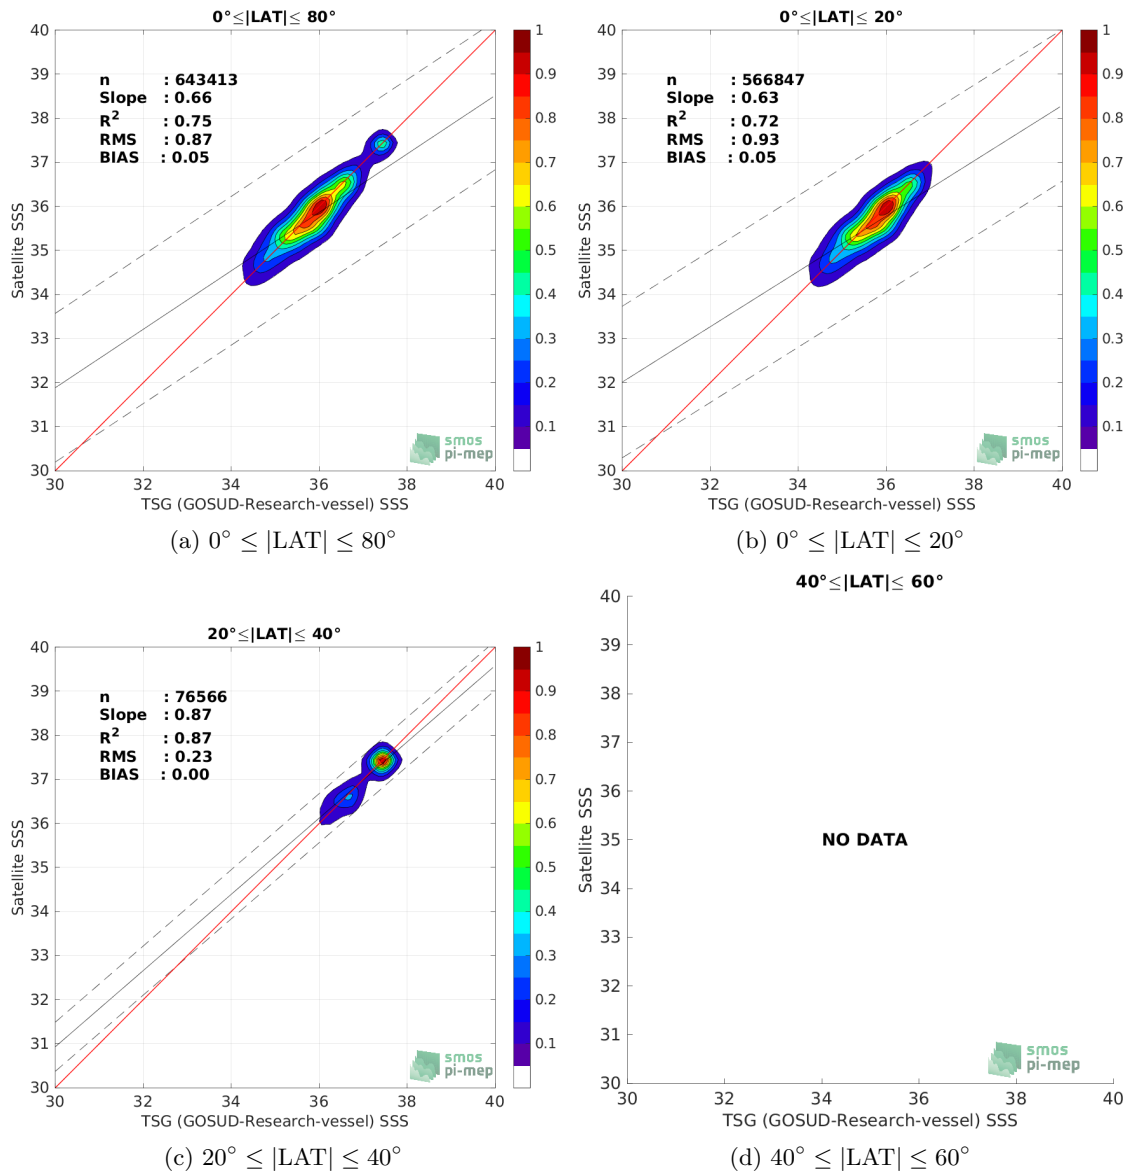 0°≤|LAT|≤ 80°
40
39
38
37
36
35
34
33
32
31
30
Satellite SSS
n : 643413
Slope : 0.66
R² : 0.75
RMS : 0.87
BIAS : 0.05
smos
pi-mep
30 32 34 36 38 40
TSG (GOSUD-Research-vessel) SSS
1
0.9
0.8
0.7
0.6
0.5
0.4
0.3
0.2
0.1
(a) 0° ≤ |LAT| ≤ 80°
0°≤|LAT|≤ 20°
40
39
38
37
36
35
34
33
32
31
30
Satellite SSS
n : 566847
Slope : 0.63
R² : 0.72
RMS : 0.93
BIAS : 0.05
smos
pi-mep
30 32 34 36 38 40
TSG (GOSUD-Research-vessel) SSS
1
0.9
0.8
0.7
0.6
0.5
0.4
0.3
0.2
0.1
(b) 0° ≤ |LAT| ≤ 20°
20°≤|LAT|≤ 40°
40
39
38
37
36
35
34
33
32
31
30
Satellite SSS
n : 76566
Slope : 0.87
R² : 0.87
RMS : 0.23
BIAS : 0.00
smos
pi-mep
30 32 34 36 38 40
TSG (GOSUD-Research-vessel) SSS
1
0.9
0.8
0.7
0.6
0.5
0.4
0.3
0.2
0.1
(c) 20° ≤ |LAT| ≤ 40°
40°≤|LAT|≤ 60°
40
39
38
37
36
35
34
33
32
31
30
Satellite SSS
NO DATA
smos
pi-mep
30 32 34 36 38 40
TSG (GOSUD-Research-vessel) SSS
(d) 40° ≤ |LAT| ≤ 60°